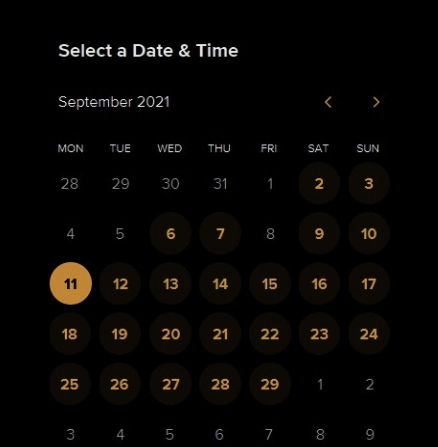 Select a Date & Time
September 2021
MON TUE WED THU FRI SAT SUN
28 29 30 31 1 2 3
4 5 6 7 8 9 10
11 12 13 14 15 16 17
18 19 20 21 22 23 24
25 26 27 28 29 1 2
3 4 5 6 7 8 9